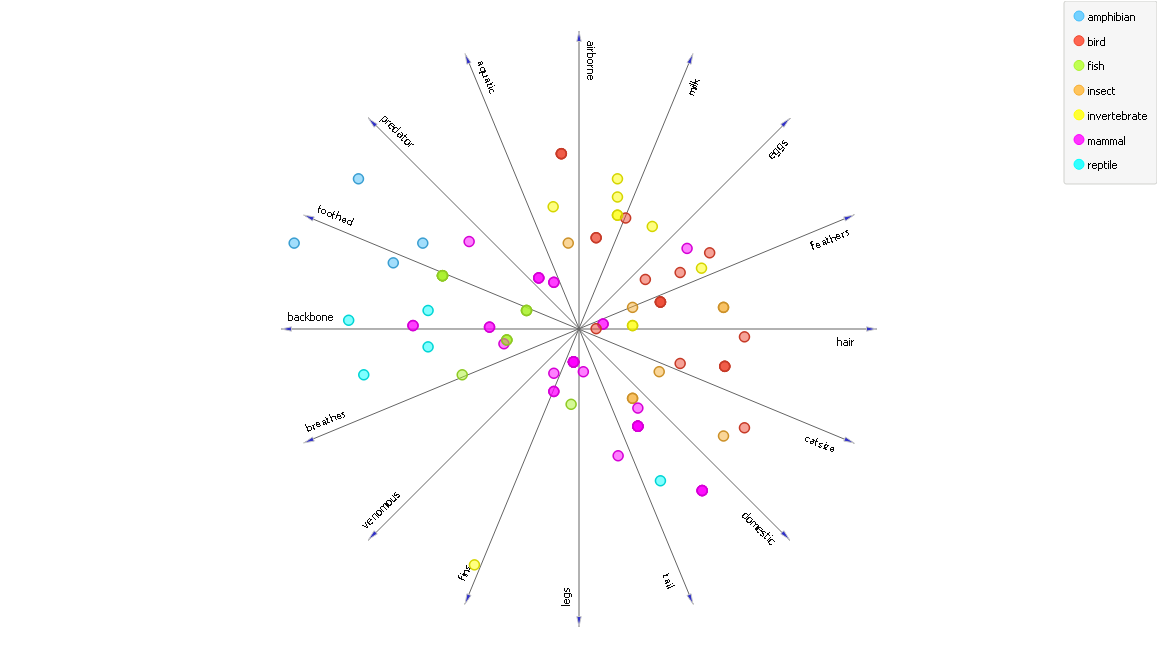 amphibian
bird
fish
insect
invertebrate
mammal
reptile
airborne
aquatic
milk
predator
eggs
toothed
feathers
backbone
hair
breathes
catsize
venomous
domestic
fins
legs
tail